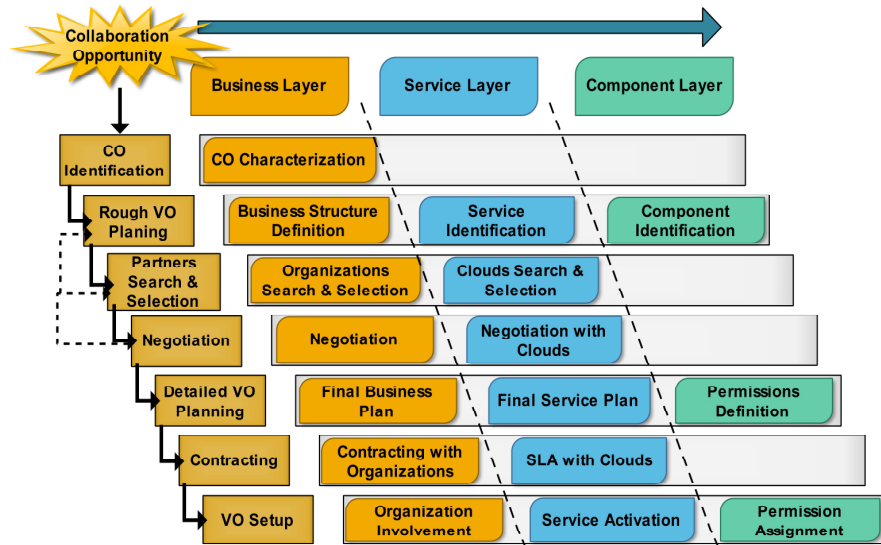 Collaboration
Opportunity
Business Layer
Service Layer
Component Layer
CO
Identification
CO Characterization
Rough VO
Planing
Business Structure
Definition
Service
Identification
Component
Identification
Partners
Search &
Selection
Organizations
Search & Selection
Clouds Search &
Selection
Negotiation
Negotiation
Negotiation with
Clouds
Detailed VO
Planning
Final Business
Plan
Final Service Plan
Permissions
Definition
Contracting
Contracting with
Organizations
SLA with Clouds
VO Setup
Organization
Involvement
Service Activation
Permission
Assignment